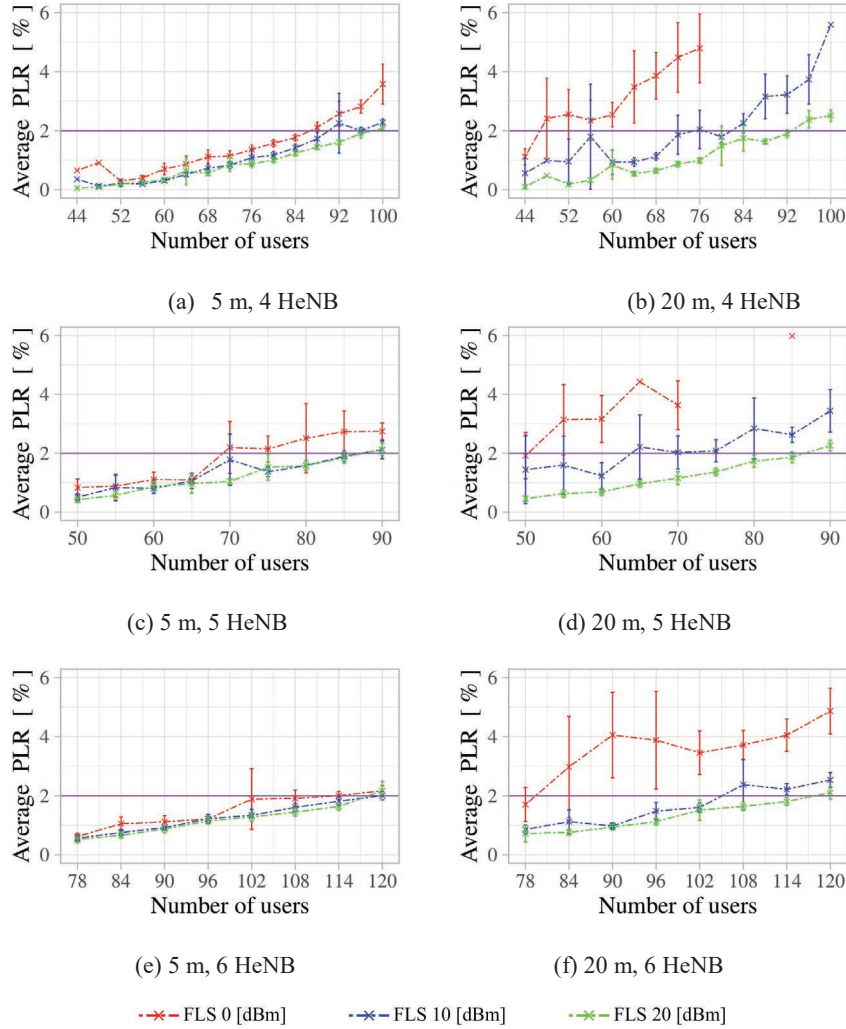 Average PLR [ % ]
6
4
2
0
44 52 60 68 76 84 92 100
Number of users
(a) 5 m, 4 HeNB
Average PLR [ % ]
6
4
2
0
44 52 60 68 76 84 92 100
Number of users
(b) 20 m, 4 HeNB
Average PLR [ % ]
6
4
2
0
50 60 70 80 90
Number of users
(c) 5 m, 5 HeNB
Average PLR [ % ]
6
4
2
0
50 60 70 80 90
Number of users
(d) 20 m, 5 HeNB
Average PLR [ % ]
6
4
2
0
78 84 90 96 102 108 114 120
Number of users
(e) 5 m, 6 HeNB
Average PLR [ % ]
6
4
2
0
78 84 90 96 102 108 114 120
Number of users
(f) 20 m, 6 HeNB
FLS 0 [dBm] FLS 10 [dBm] FLS 20 [dBm]